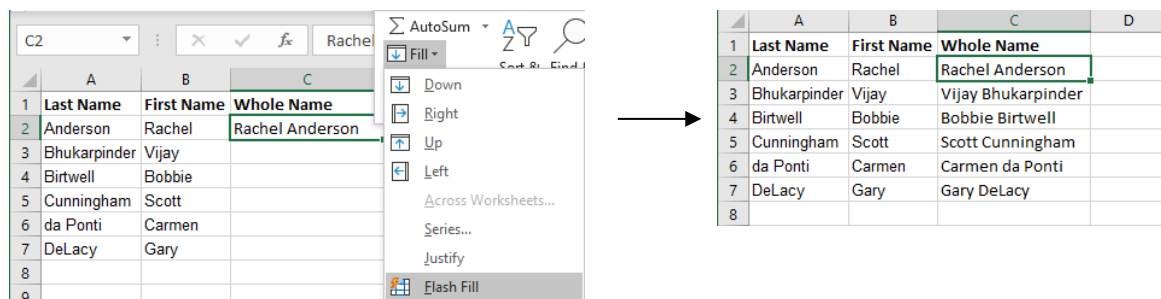 C2 fx Rachel
AutoSum
Fill
A B C
1 Last Name First Name Whole Name
2 Anderson Rachel Rachel Anderson
3 Bhukarpinder Vijay
4 Birtwell Bobbie
5 Cunningham Scott
6 da Ponti Carmen
7 DeLacy Gary
8
9
Down
Right
Up
Left
Across Worksheets...
Series...
Justify
Flash Fill
A B C D
1 Last Name First Name Whole Name
2 Anderson Rachel Rachel Anderson
3 Bhukarpinder Vijay Vijay Bhukarpinder
4 Birtwell Bobbie Bobbie Birtwell
5 Cunningham Scott Scott Cunningham
6 da Ponti Carmen Carmen da Ponti
7 DeLacy Gary Gary DeLacy
8